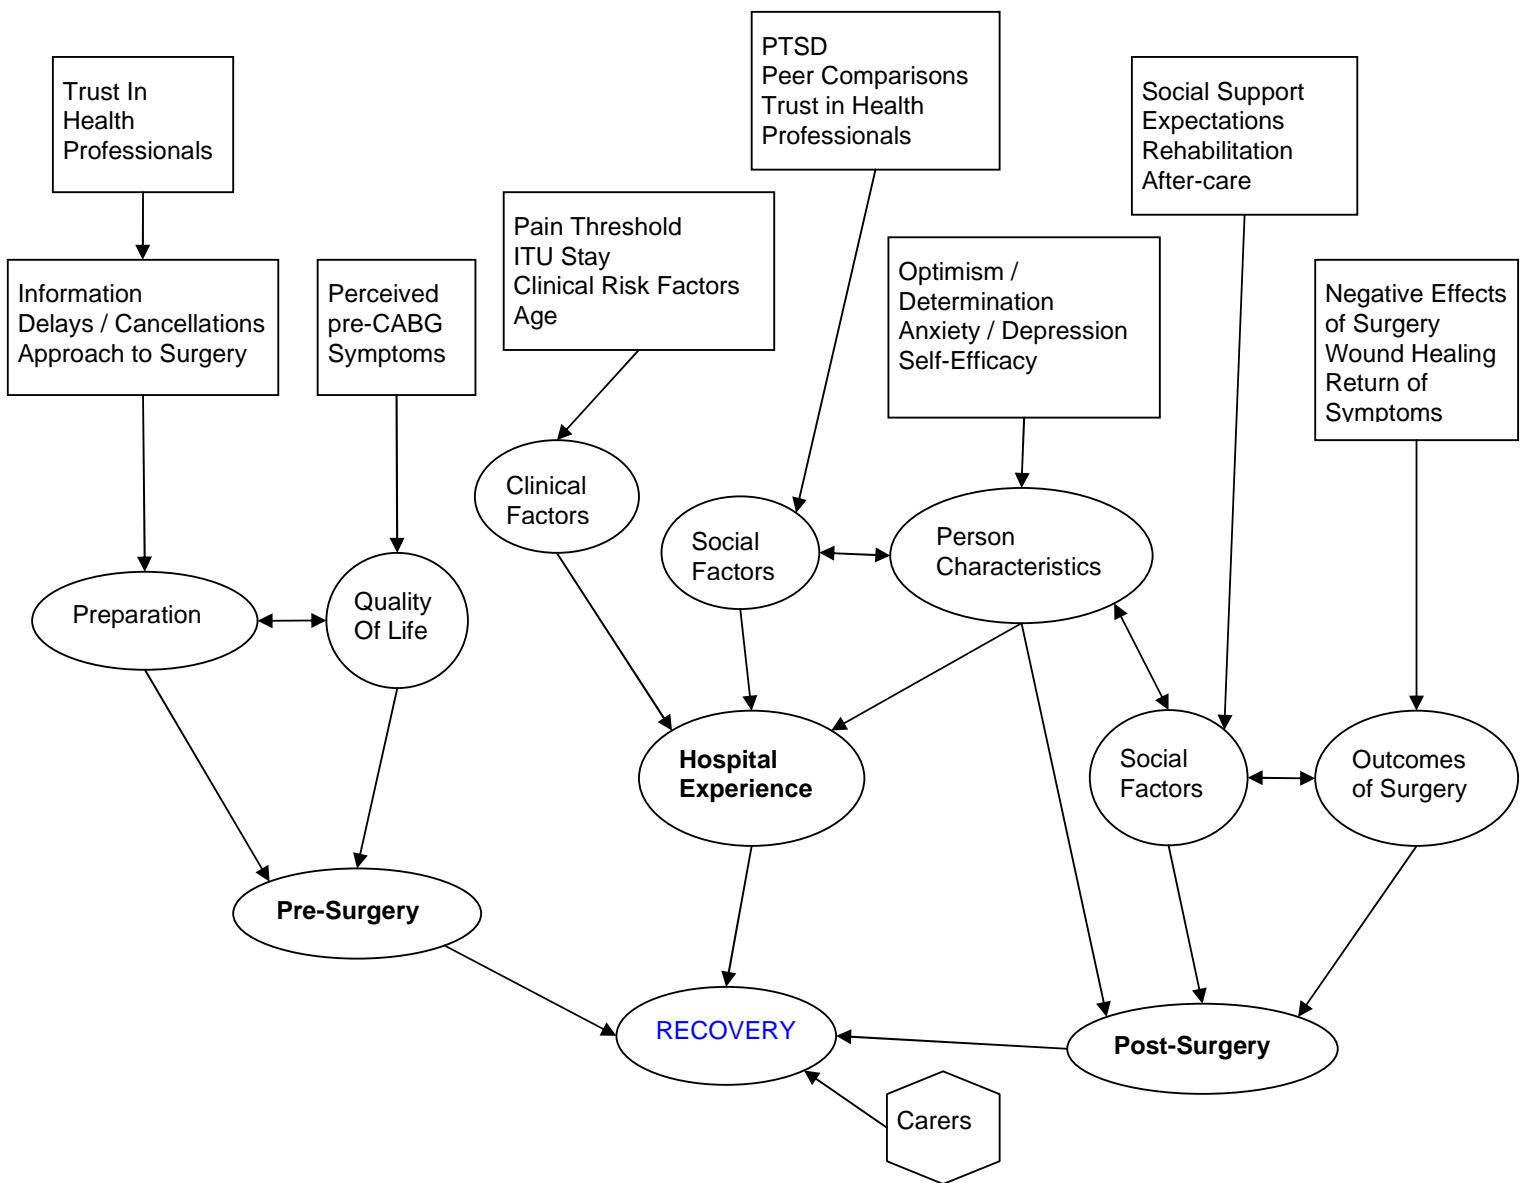 PTSD
Peer Comparisons
Trust in Health
Professionals
Trust In
Health
Professionals
Social Support
Expectations
Rehabilitation
After-care
Pain Threshold
ITU Stay
Clinical Risk Factors
Age
Optimism /
Determination
Anxiety / Depression
Self-Efficacy
Information
Delays / Cancellations
Approach to Surgery
Perceived
pre-CABG
Symptoms
Negative Effects
of Surgery
Wound Healing
Return of
Symptoms
Clinical
Factors
Social
Factors
Person
Characteristics
Preparation
Quality
Of Life
Hospital
Experience
Social
Factors
Outcomes
of Surgery
Pre-Surgery
RECOVERY
Post-Surgery
Carers